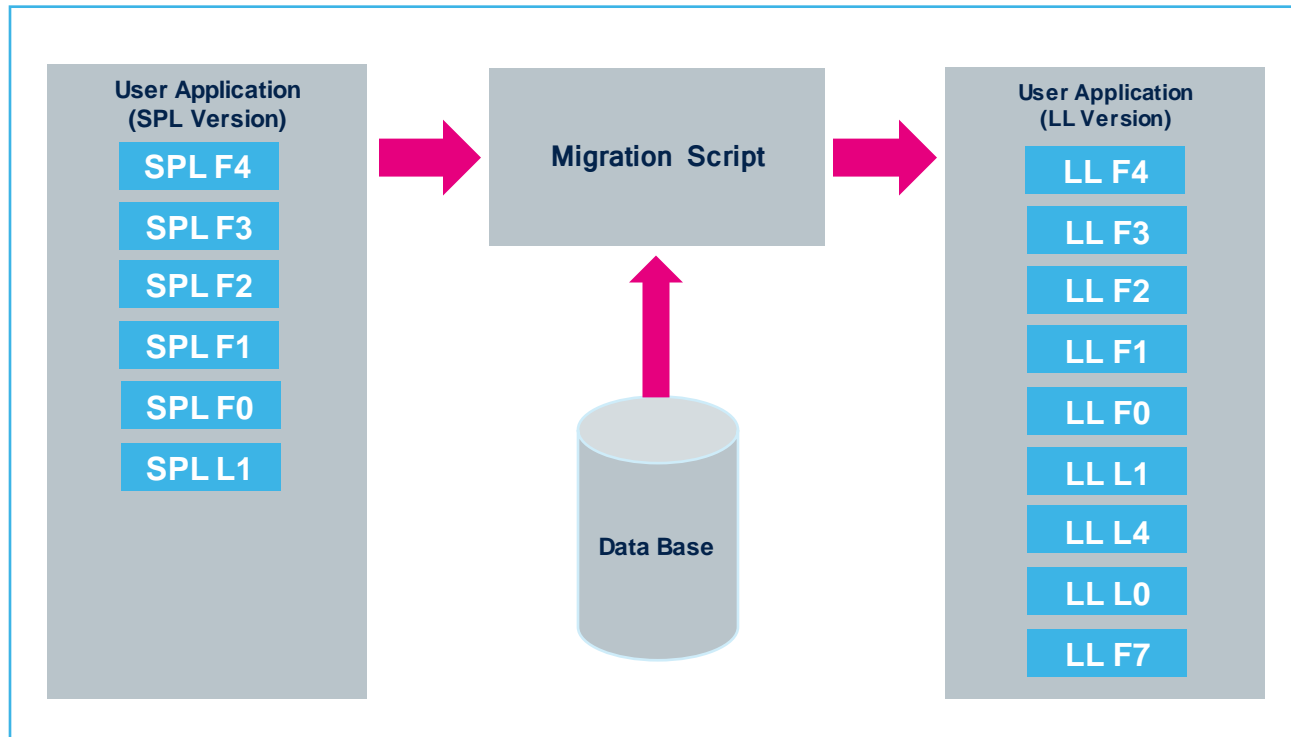 User Application
(SPL Version)
SPL F4
SPL F3
SPL F2
SPL F1
SPL F0
SPL L1
Migration Script
Data Base
User Application
(LL Version)
LL F4
LL F3
LL F2
LL F1
LL F0
LL L1
LL L4
LL L0
LL F7